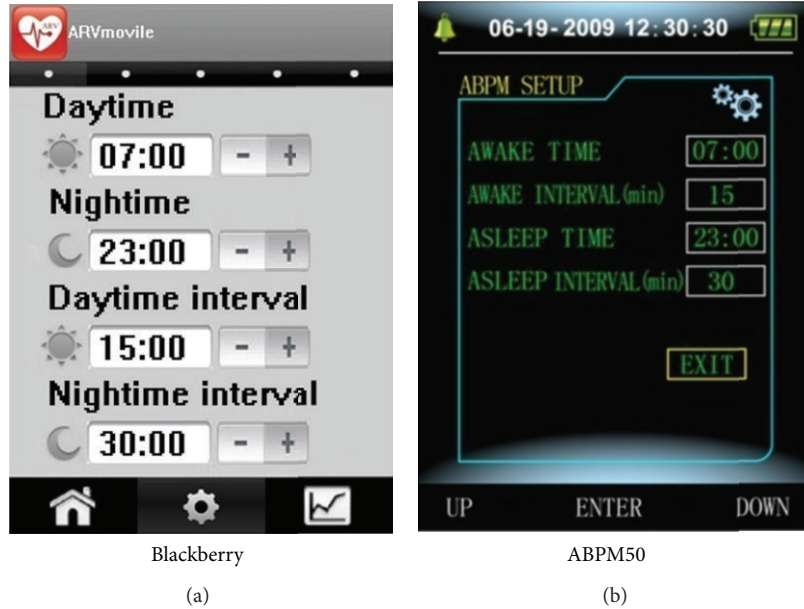 ARV
ARVmovile
Daytime
07:00 - +
Nightime
23:00 - +
Daytime interval
15:00 - +
Nightime interval
30:00 - +
Blackberry
(a)
06-19-2009 12:30:30
ABPM SETUP
AWAKE TIME 07:00
AWAKE INTERVAL(min) 15
ASLEEP TIME 23:00
ASLEEP INTERVAL(min) 30
EXIT
UP ENTER DOWN
ABPM50
(b)